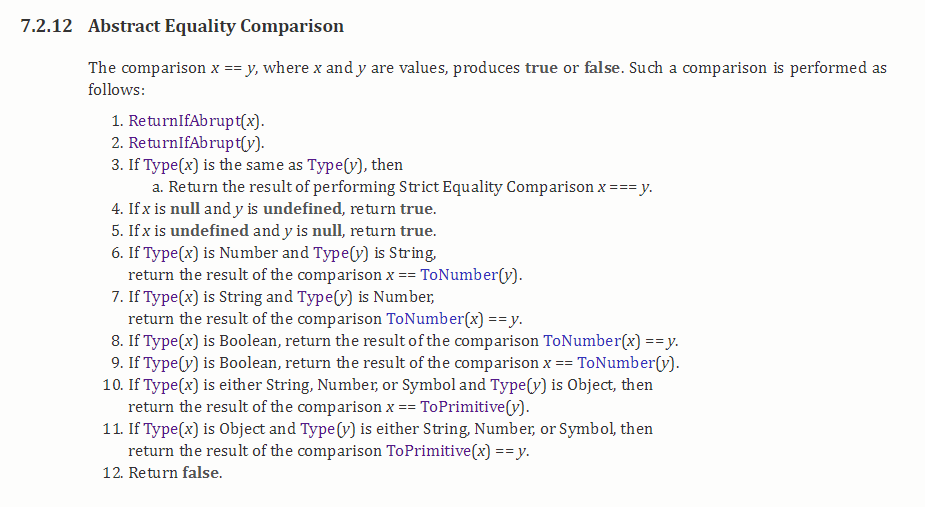 7.2.12 Abstract Equality Comparison
The comparison x == y, where x and y are values, produces true or false. Such a comparison is performed as
follows:
1. ReturnIfAbrupt(x).
2. ReturnIfAbrupt(y).
3. If Type(x) is the same as Type(y), then
a. Return the result of performing Strict Equality Comparison x === y.
4. If x is null and y is undefined, return true.
5. If x is undefined and y is null, return true.
6. If Type(x) is Number and Type(y) is String,
return the result of the comparison x == ToNumber(y).
7. If Type(x) is String and Type(y) is Number,
return the result of the comparison ToNumber(x) == y.
8. If Type(x) is Boolean, return the result of the comparison ToNumber(x) == y.
9. If Type(y) is Boolean, return the result of the comparison x == ToNumber(y).
10. If Type(x) is either String, Number, or Symbol and Type(y) is Object, then
return the result of the comparison x == ToPrimitive(y).
11. If Type(x) is Object and Type(y) is either String, Number, or Symbol, then
return the result of the comparison ToPrimitive(x) == y.
12. Return false.